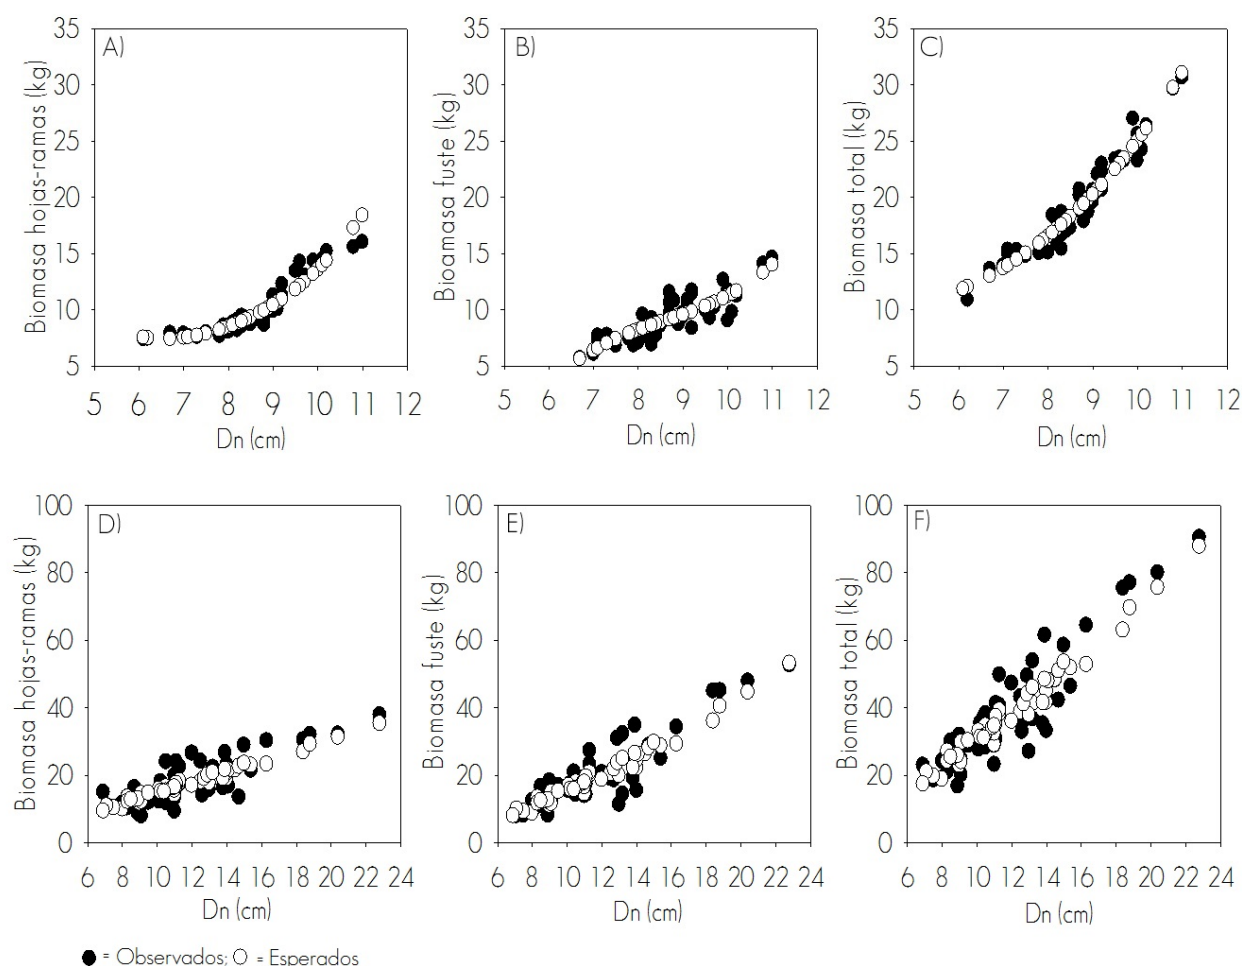 A)
Biomasa hojas-ramas (kg)
35
30
25
20
15
10
5
5 6 7 8 9 10 11 12
Dn (cm)
B)
Bioamasa fuste (kg)
35
30
25
20
15
10
5
5 6 7 8 9 10 11 12
Dn (cm)
C)
Biomasa total (kg)
35
30
25
20
15
10
5
5 6 7 8 9 10 11 12
Dn (cm)
D)
Biomasa hojas-ramas (kg)
100
80
60
40
20
0
6 8 10 12 14 16 18 20 22 24
Dn (cm)
E)
Biomasa fuste (kg)
100
80
60
40
20
0
6 8 10 12 14 16 18 20 22 24
Dn (cm)
F)
Biomasa total (kg)
100
80
60
40
20
0
6 8 10 12 14 16 18 20 22 24
Dn (cm)
= Observados; = Esperados